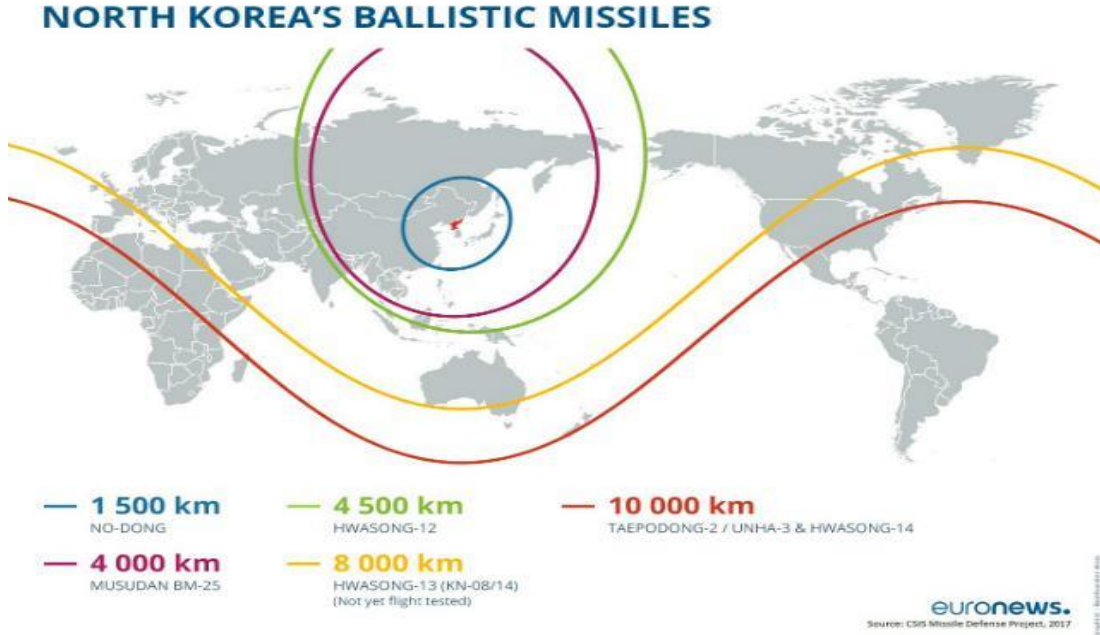 NORTH KOREA'S BALLISTIC MISSILES
1 500 km
NO-DONG
4 500 km
HWASONG-12
10 000 km
TAEPODONG-2 / UNHA-3 & HWASONG-14
4 000 km
MUSUDAN BM-25
8 000 km
HWASONG-13 (KN-08/14)
(Not yet flight tested)
euronews.
Source: CSIS Missile Defense Project, 2017